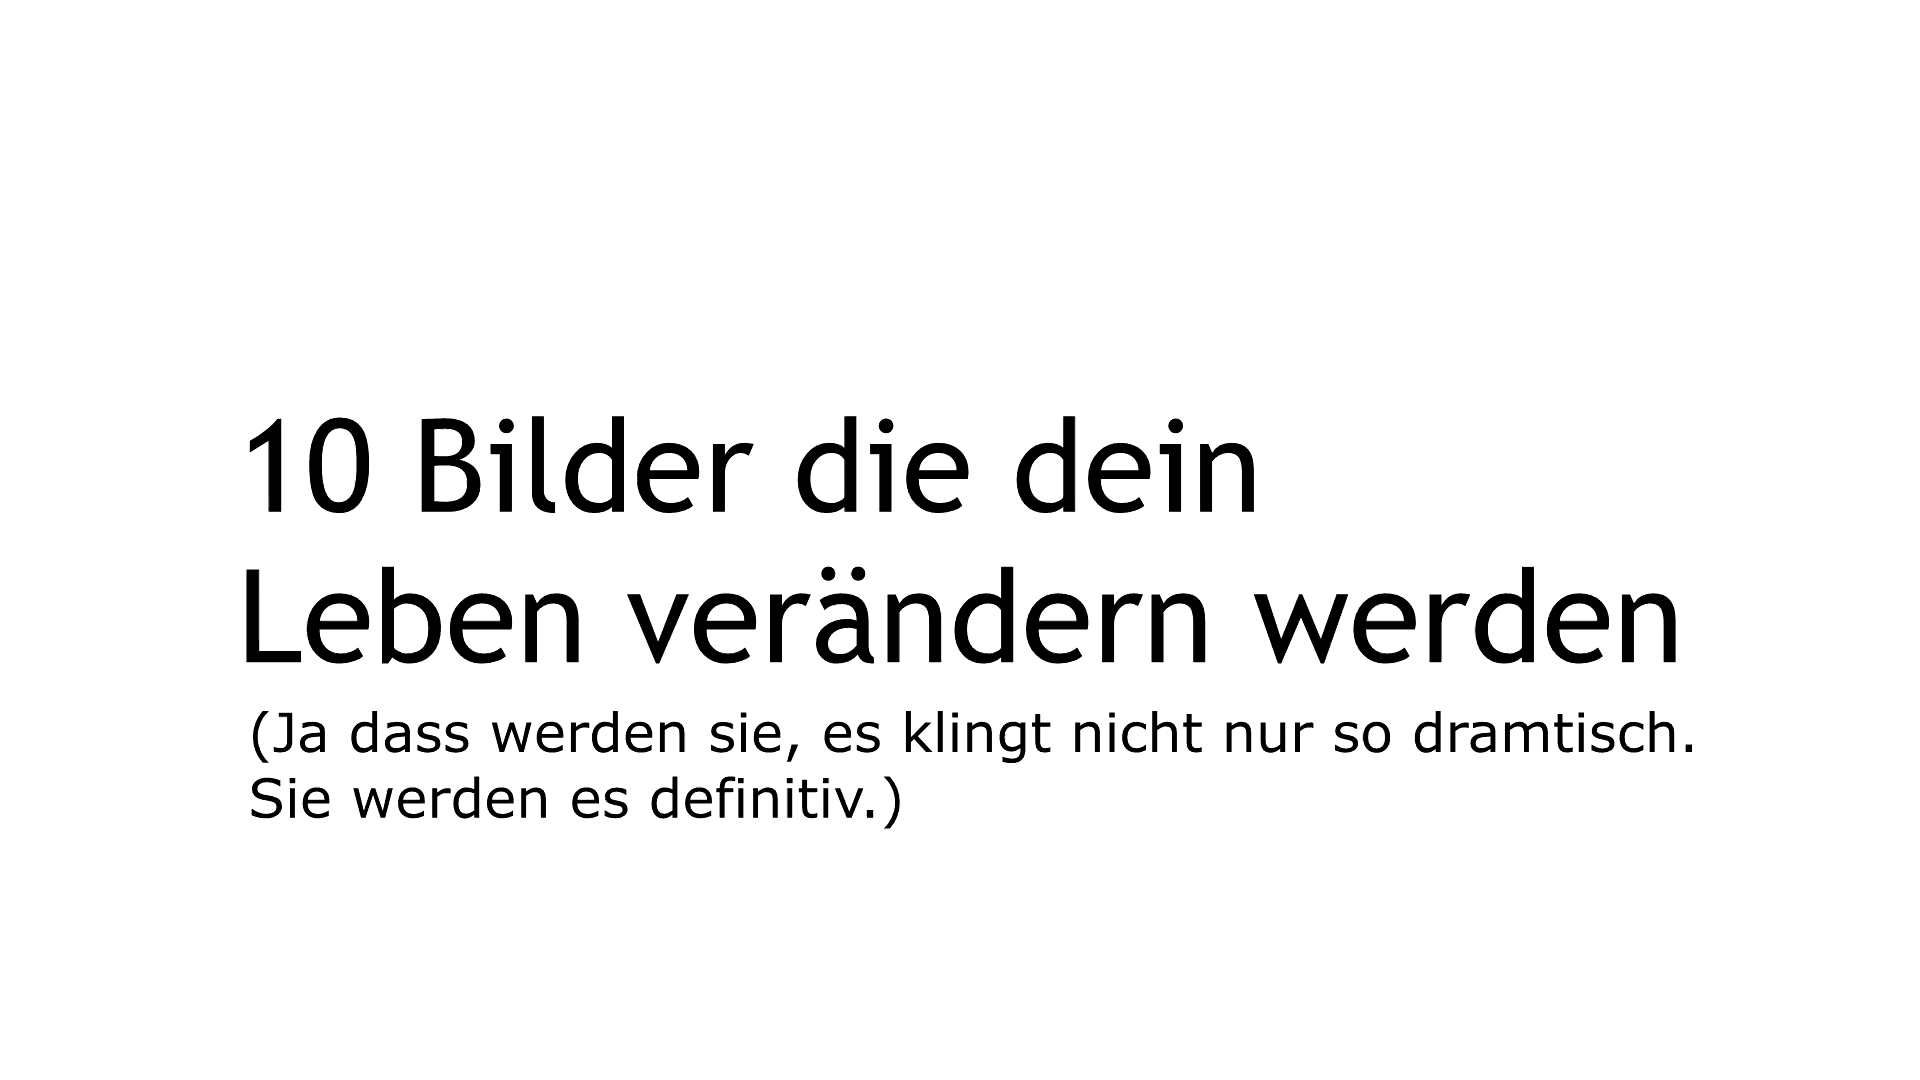 10 Bilder die dein
Leben verändern werden
(Ja dass werden sie, es klingt nicht nur so dramtisch.
Sie werden es definitiv.)